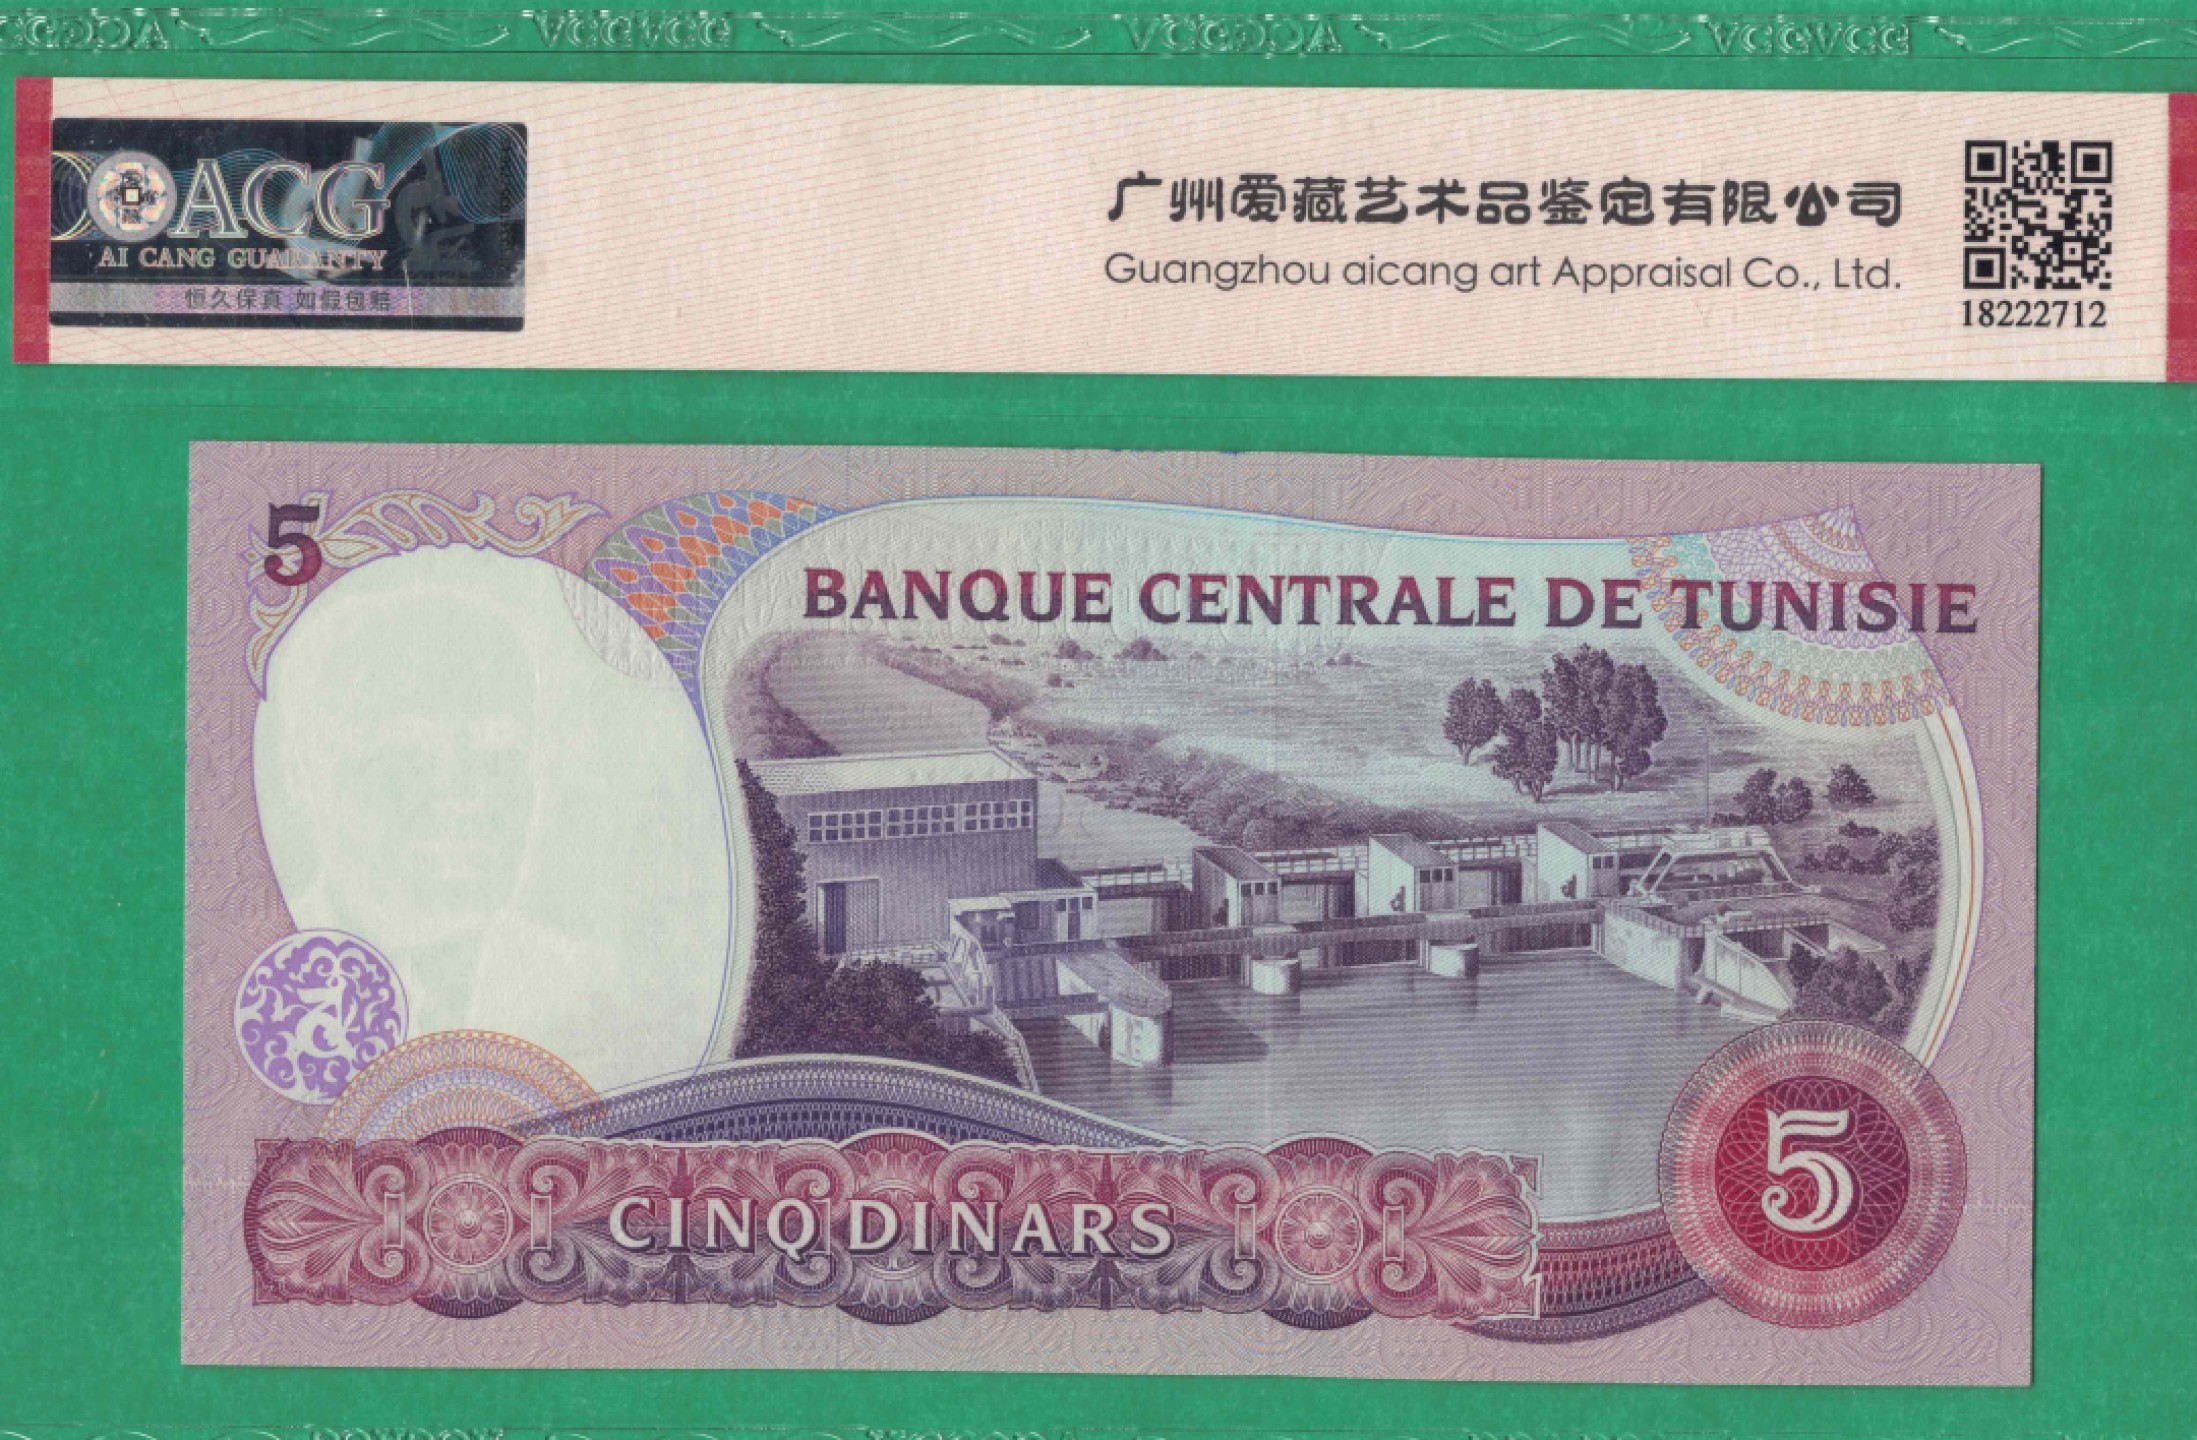 ACG
AI CANG GUARANTY
恒久保真 如假包赔
广州爱藏艺术品鉴定有限公司
Guangzhou aicang art Appraisal Co., Ltd.
18222712
5
BANQUE CENTRALE DE TUNISIE
CINQ DINARS
5